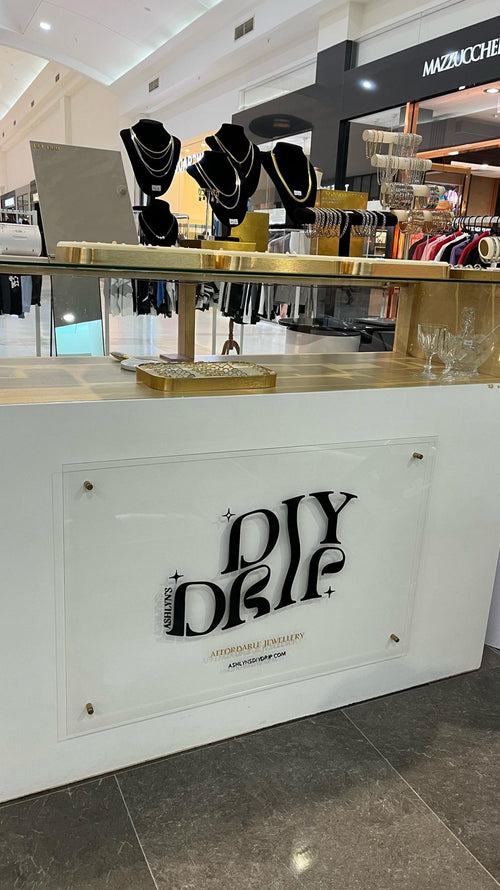 MAZZUCCHE
DIY
ASHLYN'S
DRIP
AFFORDABLE JEWELLERY
ASHLYNSDIYDRIP.COM